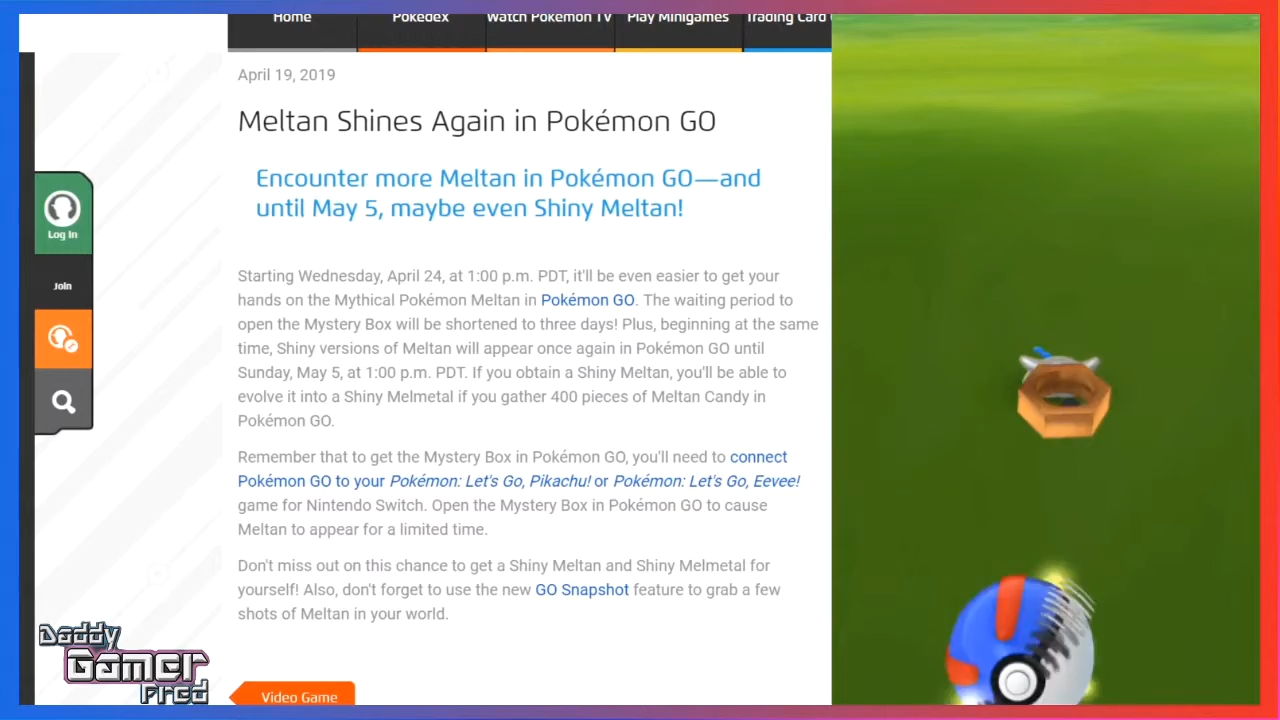 Home
Pokédex
Watch Pokémon TV
Play Minigames
Trading Card
April 19, 2019
Meltan Shines Again in Pokémon GO
Encounter more Meltan in Pokémon GO—and
until May 5, maybe even Shiny Meltan!
Log In
Join
Starting Wednesday, April 24, at 1:00 p.m. PDT, it'll be even easier to get your
hands on the Mythical Pokémon Meltan in Pokémon GO. The waiting period to
open the Mystery Box will be shortened to three days! Plus, beginning at the same
time, Shiny versions of Meltan will appear once again in Pokémon GO until
Sunday, May 5, at 1:00 p.m. PDT. If you obtain a Shiny Meltan, you'll be able to
evolve it into a Shiny Melmetal if you gather 400 pieces of Meltan Candy in
Pokémon GO.
Remember that to get the Mystery Box in Pokémon GO, you'll need to connect
Pokémon GO to your Pokémon: Let's Go, Pikachu! or Pokémon: Let's Go, Eevee!
game for Nintendo Switch. Open the Mystery Box in Pokémon GO to cause
Meltan to appear for a limited time.
Don't miss out on this chance to get a Shiny Meltan and Shiny Melmetal for
yourself! Also, don't forget to use the new GO Snapshot feature to grab a few
shots of Meltan in your world.
Daddy
Gamer
Fred
Video Game